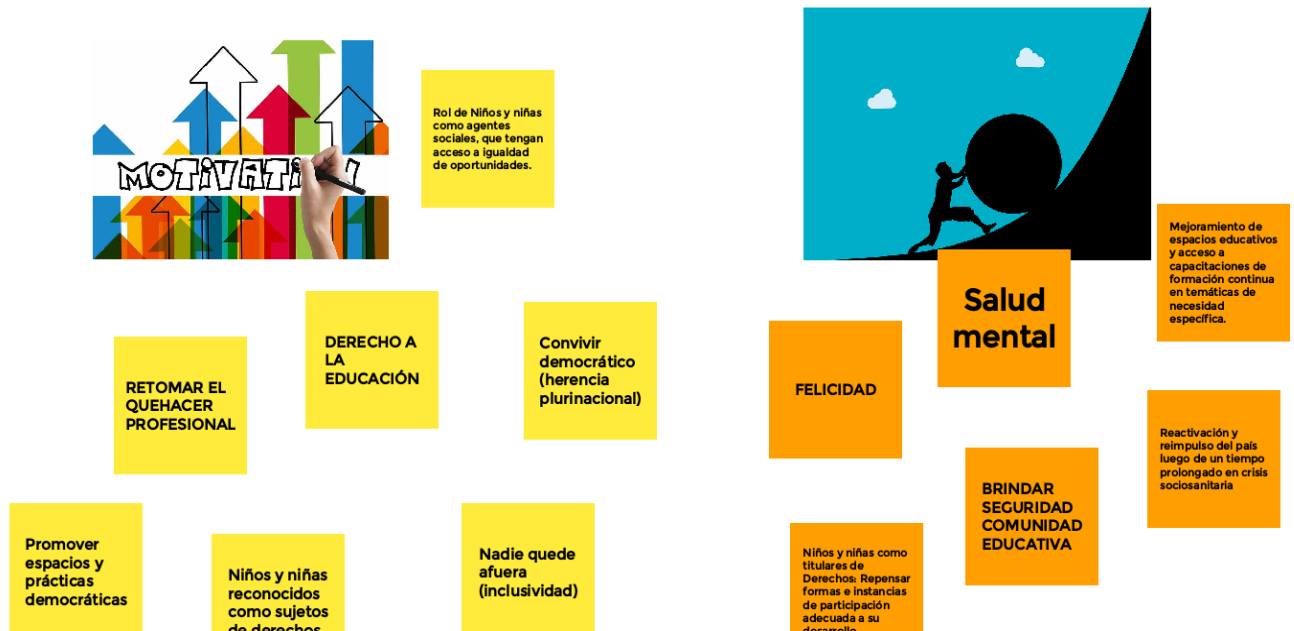 MOTIVATI
Rol de Niños y niñas
como agentes
sociales, que tengan
acceso a igualdad
de oportunidades.
RETOMAR EL
QUEHACER
PROFESIONAL
DERECHO A
LA
EDUCACIÓN
Convivir
democrático
(herencia
plurinacional)
Promover
espacios y
prácticas
democráticas
Niños y niñas
reconocidos
como sujetos
de derechos
Nadie quede
afuera
(inclusividad)
Salud
mental
Mejoramiento de
espacios educativos
y acceso a
capacitaciones de
formación continua
en temáticas de
necesidad
específica.
FELICIDAD
Reactivación y
reimpulso del país
luego de un tiempo
prolongado en crisis
sociosanitaria
BRINDAR
SEGURIDAD
COMUNIDAD
EDUCATIVA
Niños y niñas como
titulares de
Derechos: Repensar
formas e instancias
de participación
adecuada a su
desarrollo